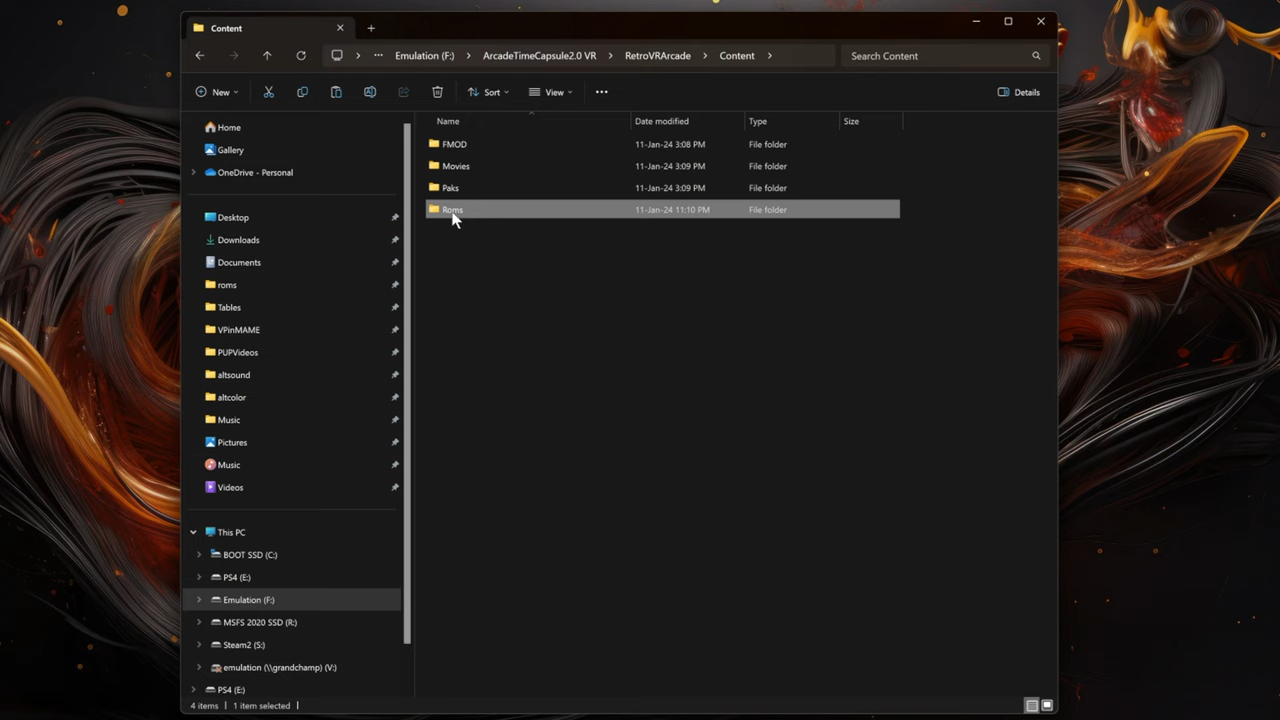 Content
Emulation (F:) ArcadeTimeCapsule2.0 VR RetroVRArcade Content Search Content
New Sort View Details
Name Date modified Type Size
FMOD 11-Jan-24 3:08 PM File folder
Movies 11-Jan-24 3:09 PM File folder
Paks 11-Jan-24 3:09 PM File folder
Roms 11-Jan-24 11:10 PM File folder
Home
Gallery
OneDrive - Personal
Desktop
Downloads
Documents
roms
Tables
VPinMAME
PUPVideos
altsound
altcolor
Music
Pictures
Music
Videos
This PC
BOOT SSD (C:)
PS4 (E:)
Emulation (F:)
MSFS 2020 SSD (R:)
Steam2 (S:)
emulation (\\grandchamp) (V:)
PS4 (E:)
4 items 1 item selected